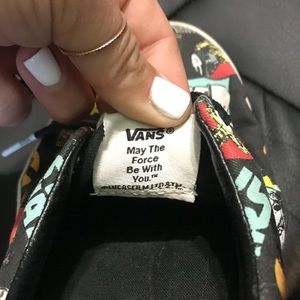 VANS®
May The
Force
Be With
You.™